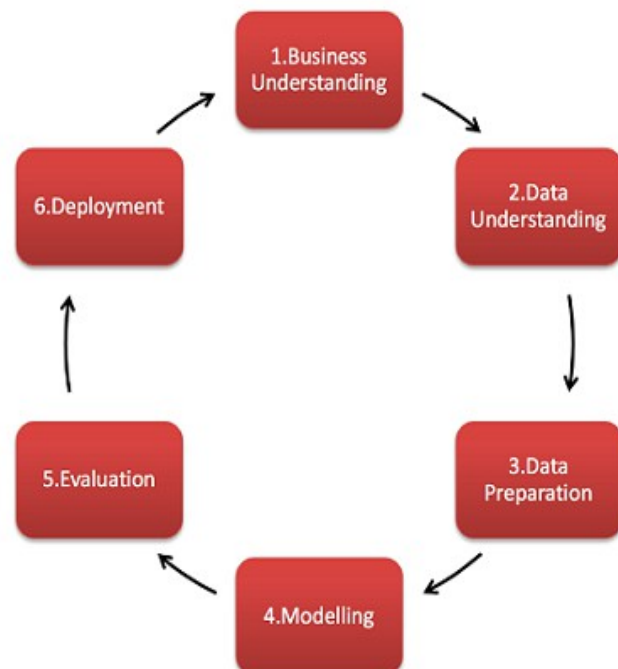 1.Business
Understanding
2.Data
Understanding
3.Data
Preparation
4.Modelling
5.Evaluation
6.Deployment